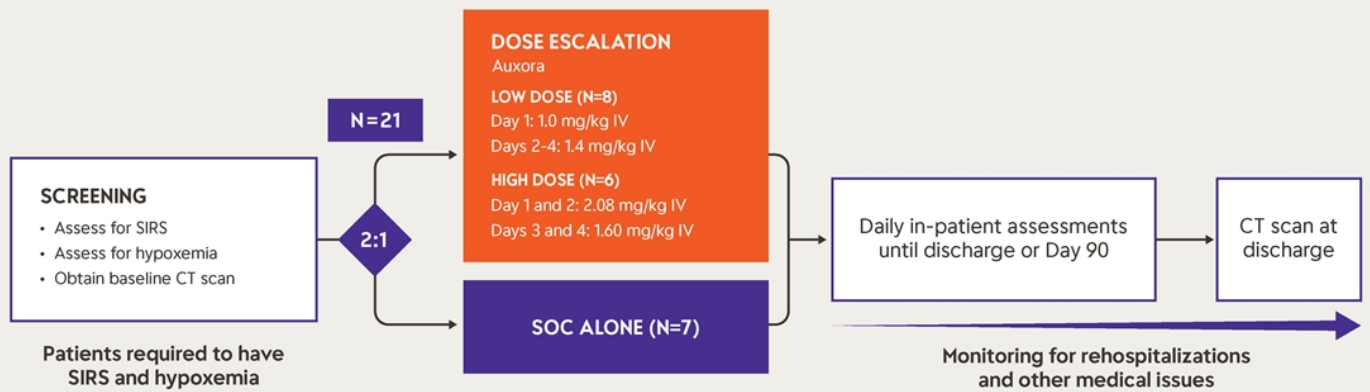 SCREENING
• Assess for SIRS
• Assess for hypoxemia
• Obtain baseline CT scan
Patients required to have
SIRS and hypoxemia
N=21
2:1
DOSE ESCALATION
Auxora
LOW DOSE (N=8)
Day 1: 1.0 mg/kg IV
Days 2-4: 1.4 mg/kg IV
HIGH DOSE (N=6)
Day 1 and 2: 2.08 mg/kg IV
Days 3 and 4: 1.60 mg/kg IV
SOC ALONE (N=7)
Daily in-patient assessments
until discharge or Day 90
CT scan at
discharge
Monitoring for rehospitalizations
and other medical issues